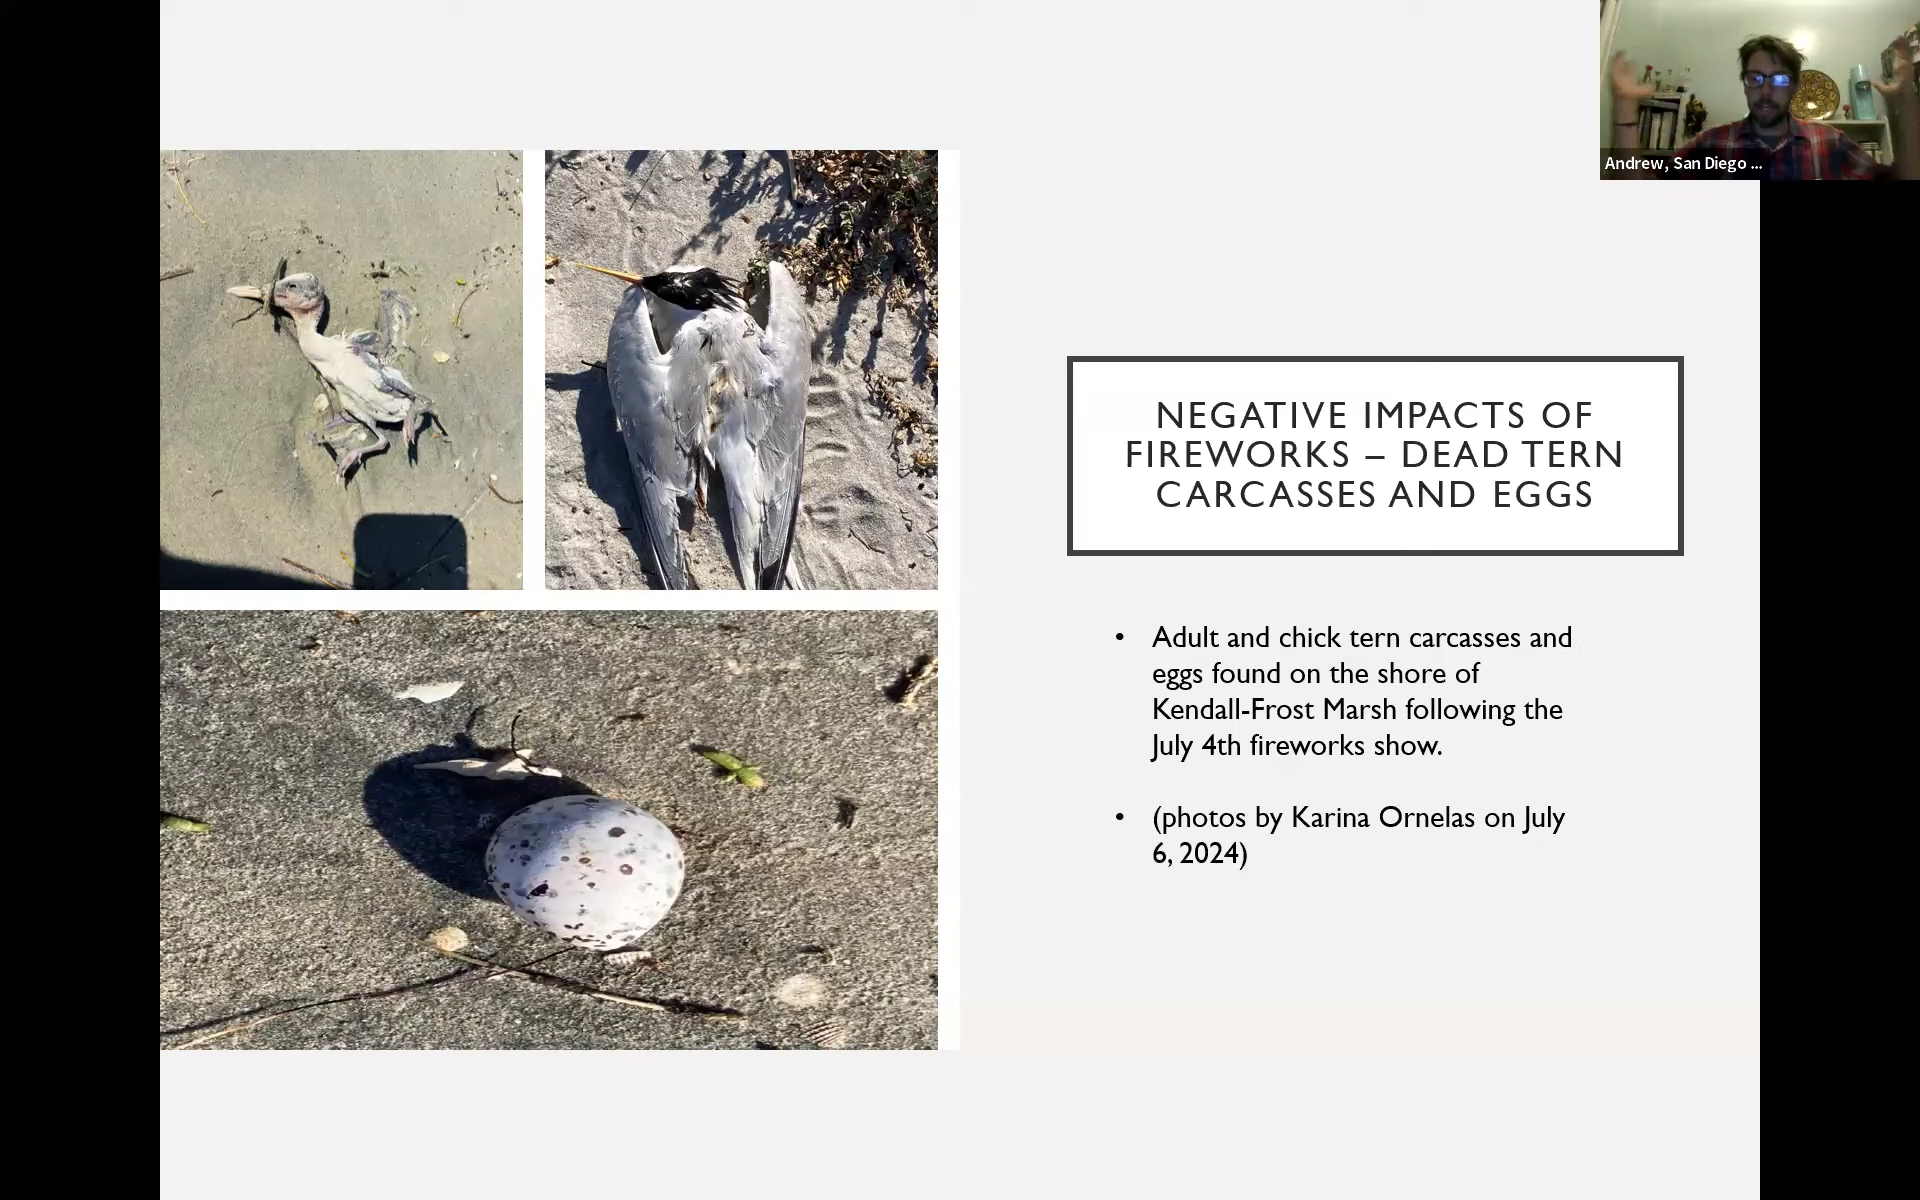 Andrew, San Diego ...
NEGATIVE IMPACTS OF
FIREWORKS – DEAD TERN
CARCASSES AND EGGS
• Adult and chick tern carcasses and
eggs found on the shore of
Kendall-Frost Marsh following the
July 4th fireworks show.
• (photos by Karina Ornelas on July
6, 2024)